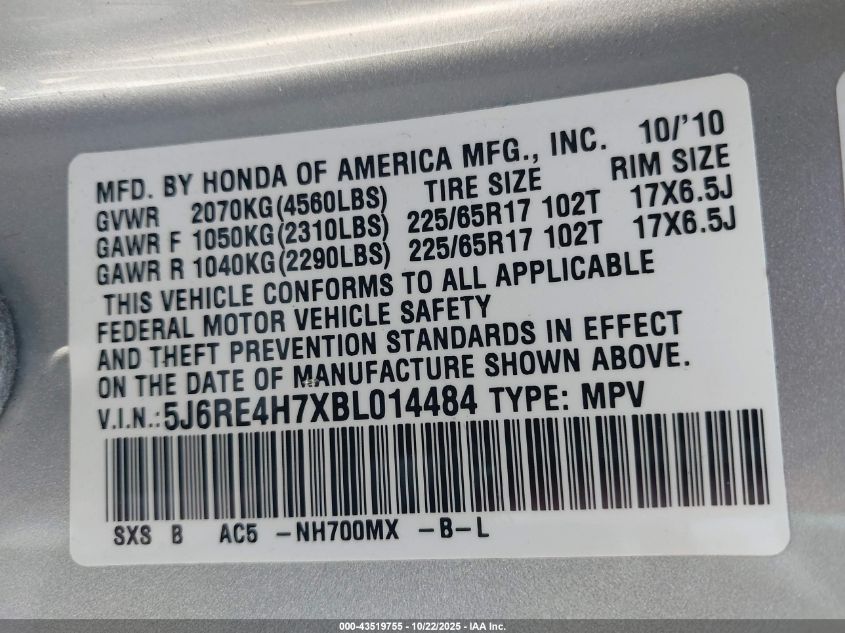 MFD. BY HONDA OF AMERICA MFG., INC. 10/'10
GVWR 2070KG(4560LBS) TIRE SIZE RIM SIZE
GAWR F 1050KG(2310LBS) 225/65R17 102T 17X6.5J
GAWR R 1040KG(2290LBS) 225/65R17 102T 17X6.5J
THIS VEHICLE CONFORMS TO ALL APPLICABLE
FEDERAL MOTOR VEHICLE SAFETY
AND THEFT PREVENTION STANDARDS IN EFFECT
ON THE DATE OF MANUFACTURE SHOWN ABOVE.
V.I.N.: 5J6RE4H7XBL014484 TYPE: MPV
SXS B AC5 -NH700MX -B-L
000-43519755 - 10/22/2025 - IAA Inc.